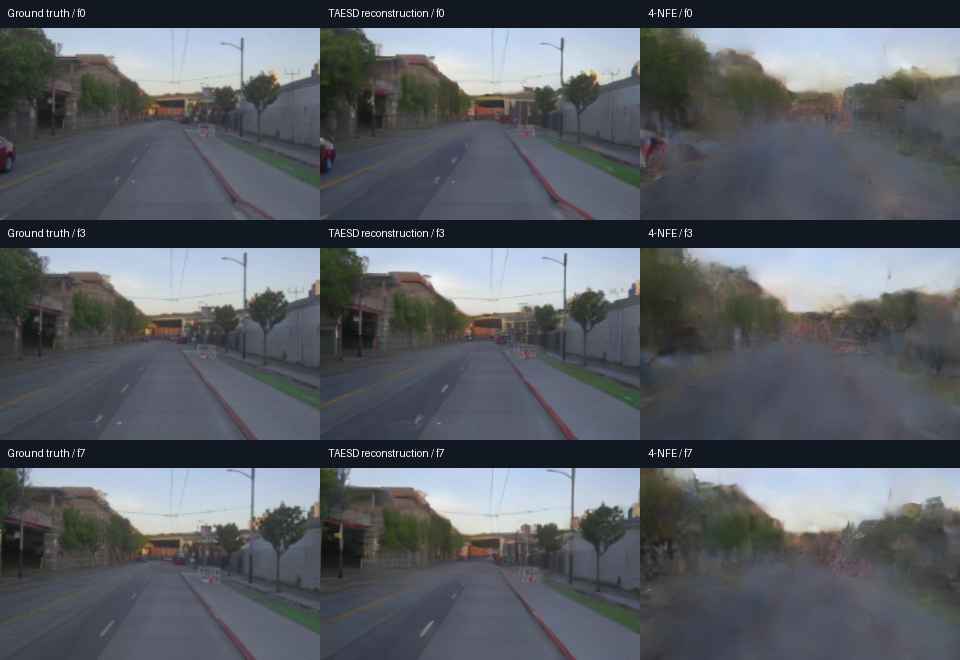 Ground truth / f0
TAESD reconstruction / f0
4-NFE / f0
Ground truth / f3
TAESD reconstruction / f3
4-NFE / f3
Ground truth / f7
TAESD reconstruction / f7
4-NFE / f7